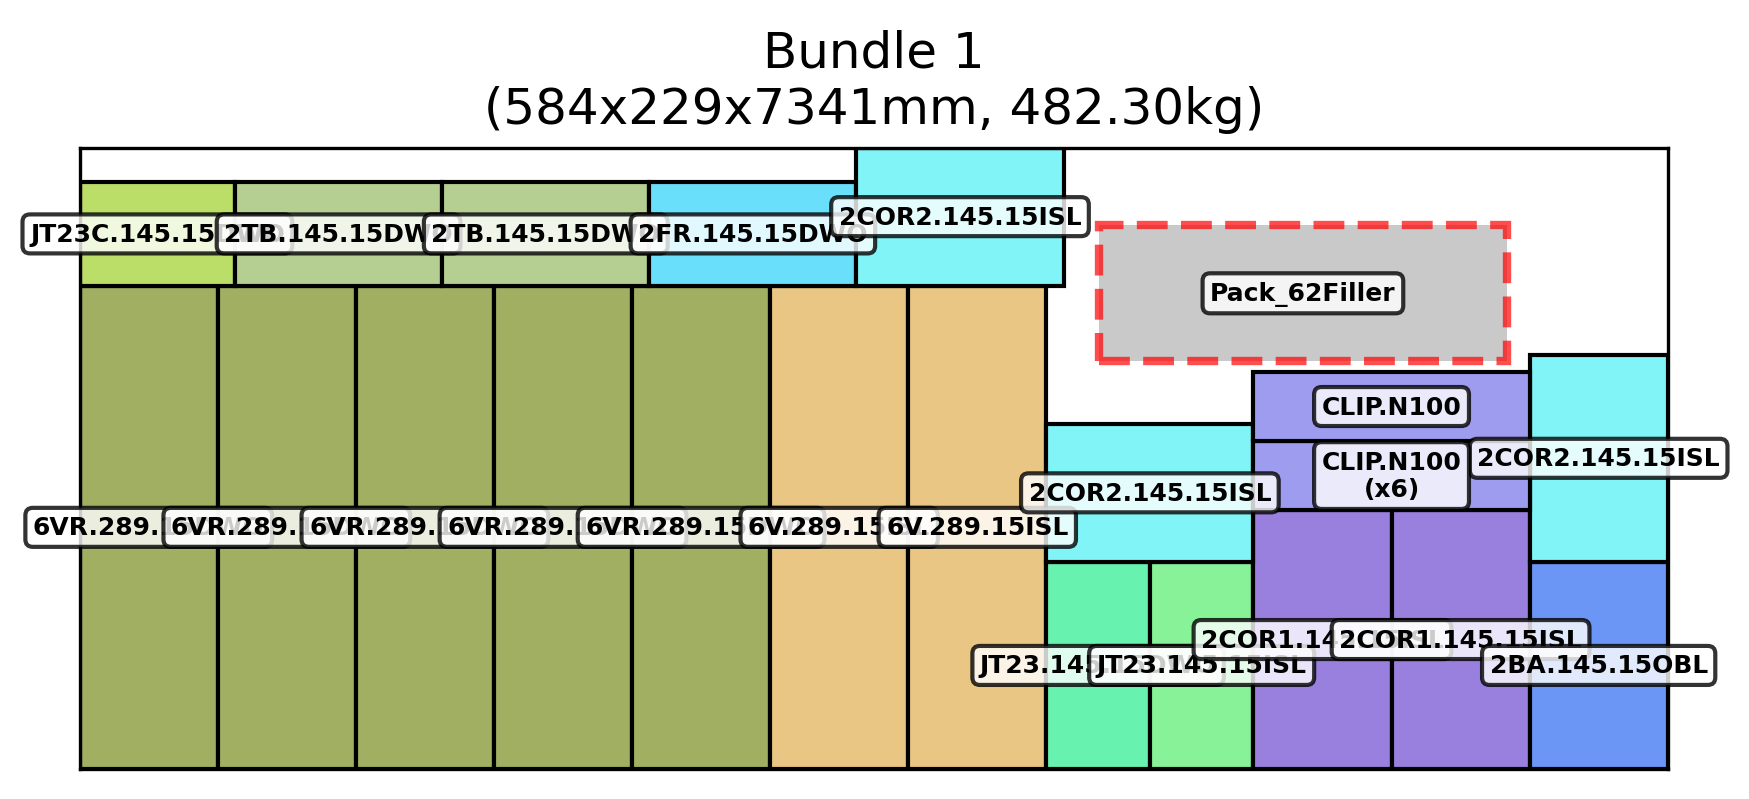 Bundle 1
(584x229x7341mm, 482.30kg)
JT23C.145.15
2TB.145.15DW
2TB.145.15DW
2FR.145.15DWO
2COR2.145.15ISL
Pack_62Filler
CLIP.N100
CLIP.N100
(x6)
2COR2.145.15ISL
2COR2.145.15ISL
6VR.289.
6VR.289.
6VR.289.
6VR.289.
6VR.289.15
6V.289.15
6V.289.15ISL
JT23.145
JT23.145.15ISL
2COR1.145
2COR1.145.15ISL
2BA.145.15OBL